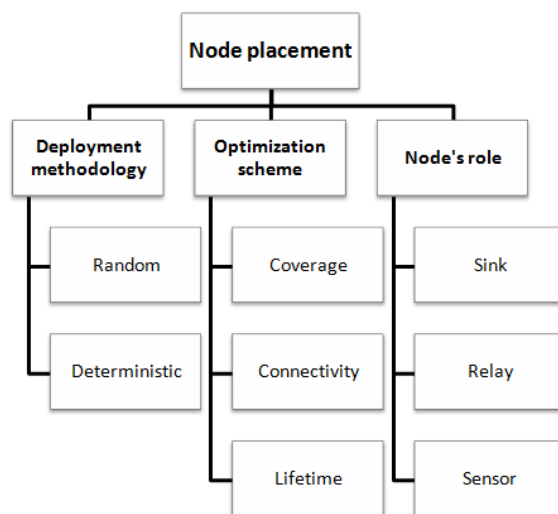 Node placement
Deployment
methodology
Optimization
scheme
Node's role
Random
Coverage
Sink
Deterministic
Connectivity
Relay
Lifetime
Sensor